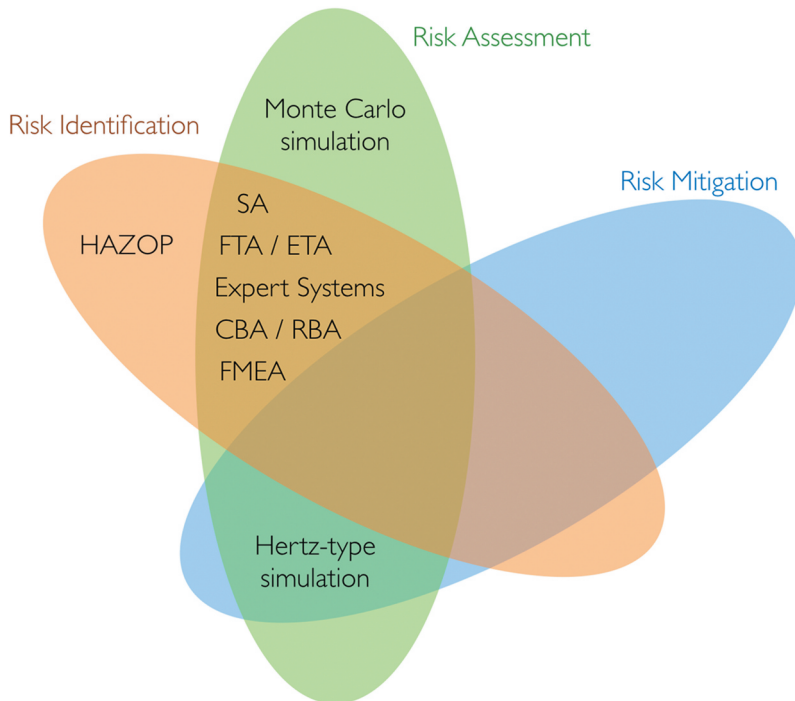 Risk Assessment
Monte Carlo
simulation
Risk Identification
Risk Mitigation
SA
HAZOP
FTA / ETA
Expert Systems
CBA / RBA
FMEA
Hertz-type
simulation